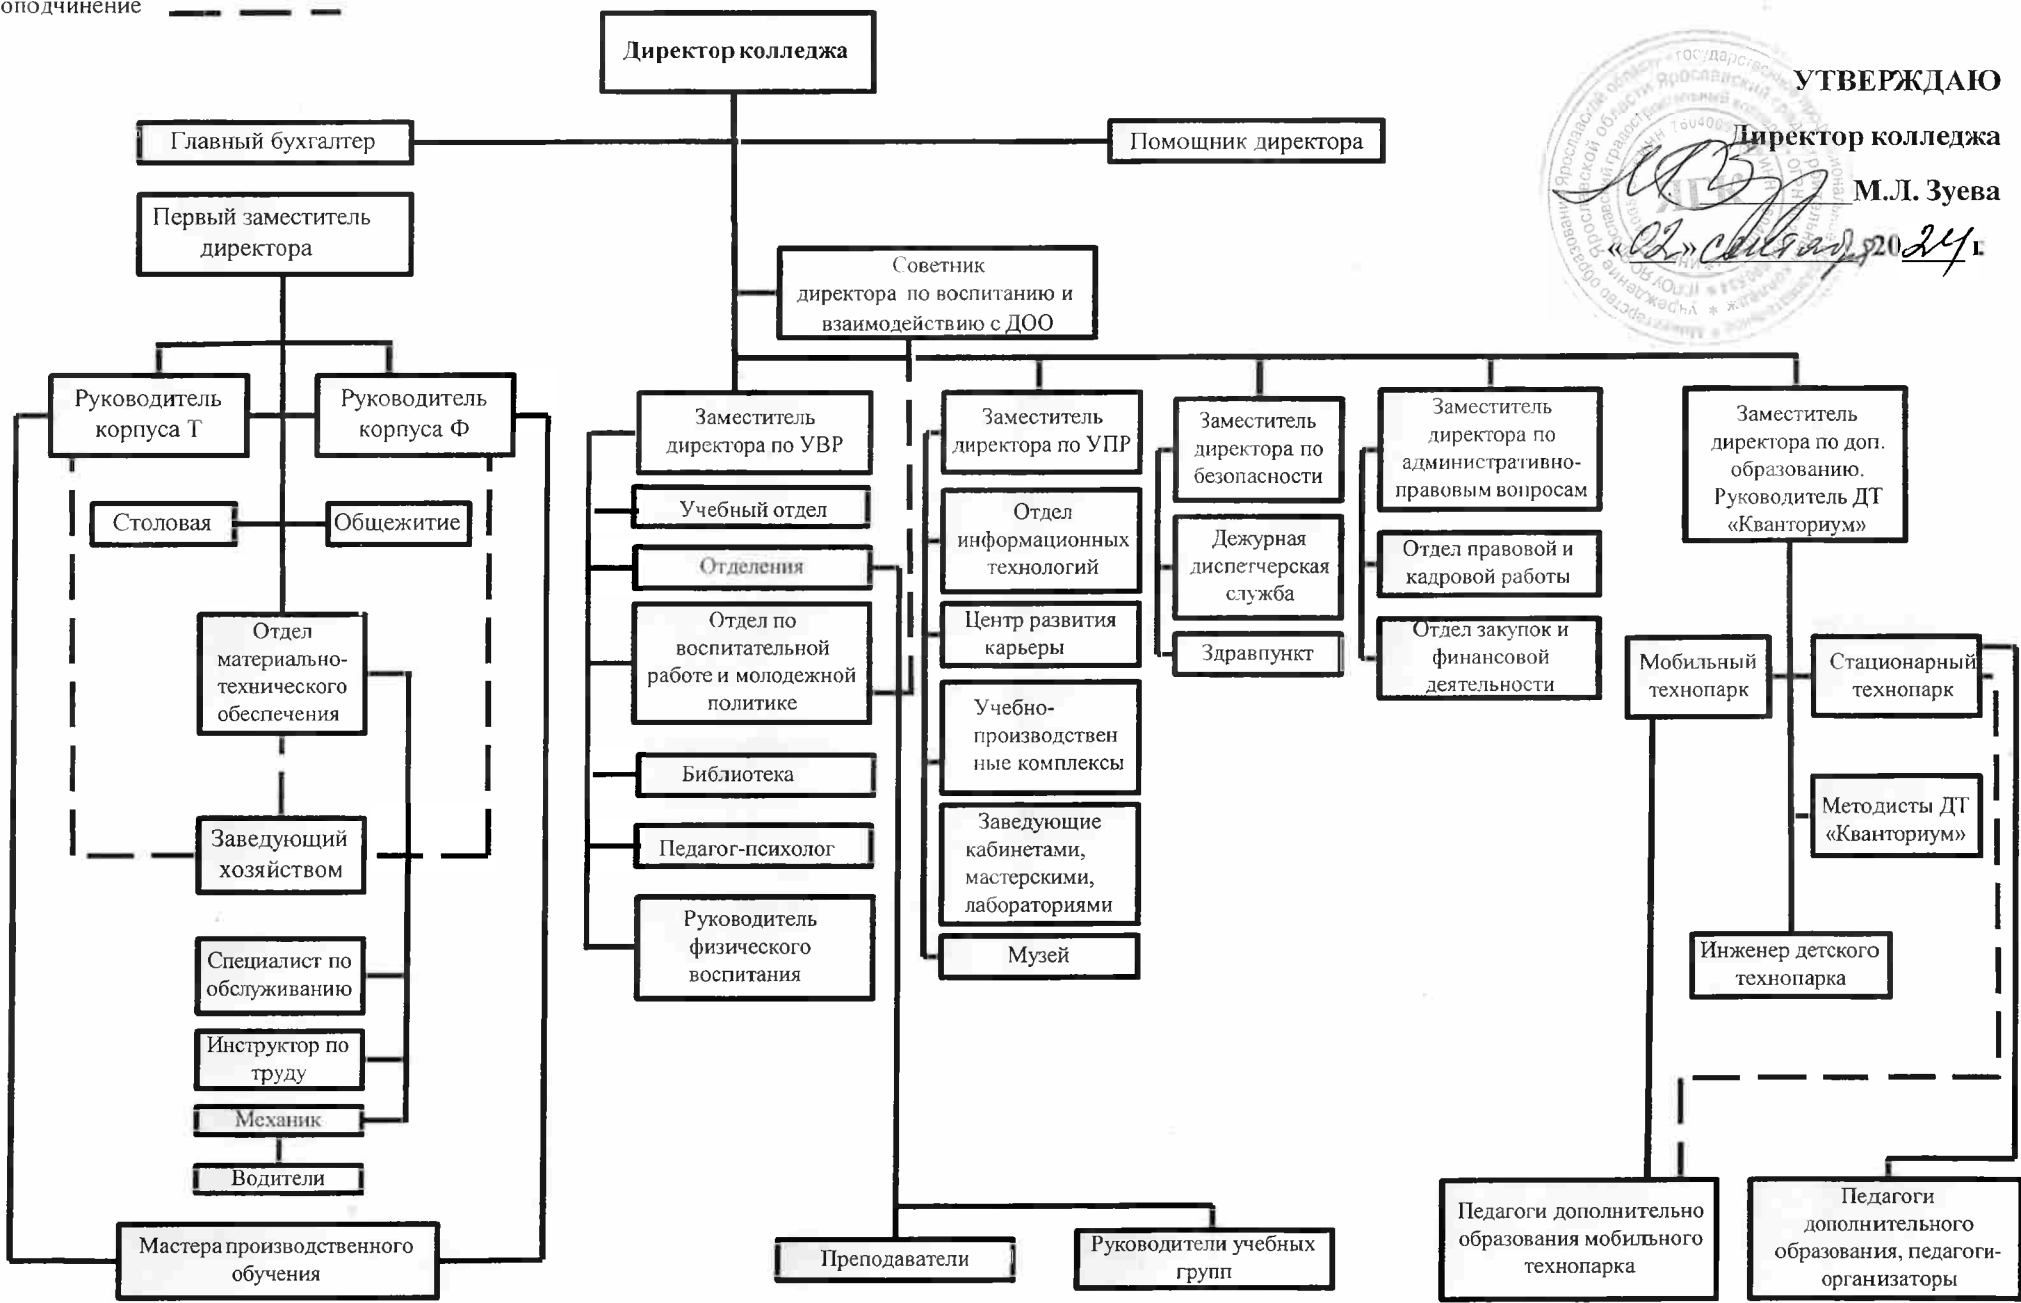 оподчинение
Директор колледжа
УТВЕРЖДАЮ
Директор колледжа
М.Л. Зуева
«02» сентября 2024 г.
Главный бухгалтер
Помощник директора
Первый заместитель
директора
Советник
директора по воспитанию и
взаимодействию с ДОО
Руководитель
корпуса Т
Руководитель
корпуса Ф
Столовая
Общежитие
Отдел
материально-
технического
обеспечения
Заведующий
хозяйством
Специалист по
обслуживанию
Инструктор по
труду
Механик
Водители
Мастера производственного
обучения
Заместитель
директора по УВР
Учебный отдел
Отделения
Отдел по
воспитательной
работе и молодежной
политике
Библиотека
Педагог-психолог
Руководитель
физического
воспитания
Преподаватели
Руководители учебных
групп
Заместитель
директора по УПР
Отдел
информационных
технологий
Центр развития
карьеры
Учебно-
производствен
ные комплексы
Заведующие
кабинетами,
мастерскими,
лабораториями
Музей
Заместитель
директора по
безопасности
Дежурная
диспетчерская
служба
Здравпункт
Заместитель
директора по
административно-
правовым вопросам
Отдел правовой и
кадровой работы
Отдел закупок и
финансовой
деятельности
Заместитель
директора по доп.
образованию.
Руководитель ДТ
«Кванториум»
Мобильный
технопарк
Стационарный
технопарк
Методисты ДТ
«Кванториум»
Инженер детского
технопарка
Педагоги дополнительно
образования мобильного
технопарка
Педагоги
дополнительного
образования, педагоги-
организаторы